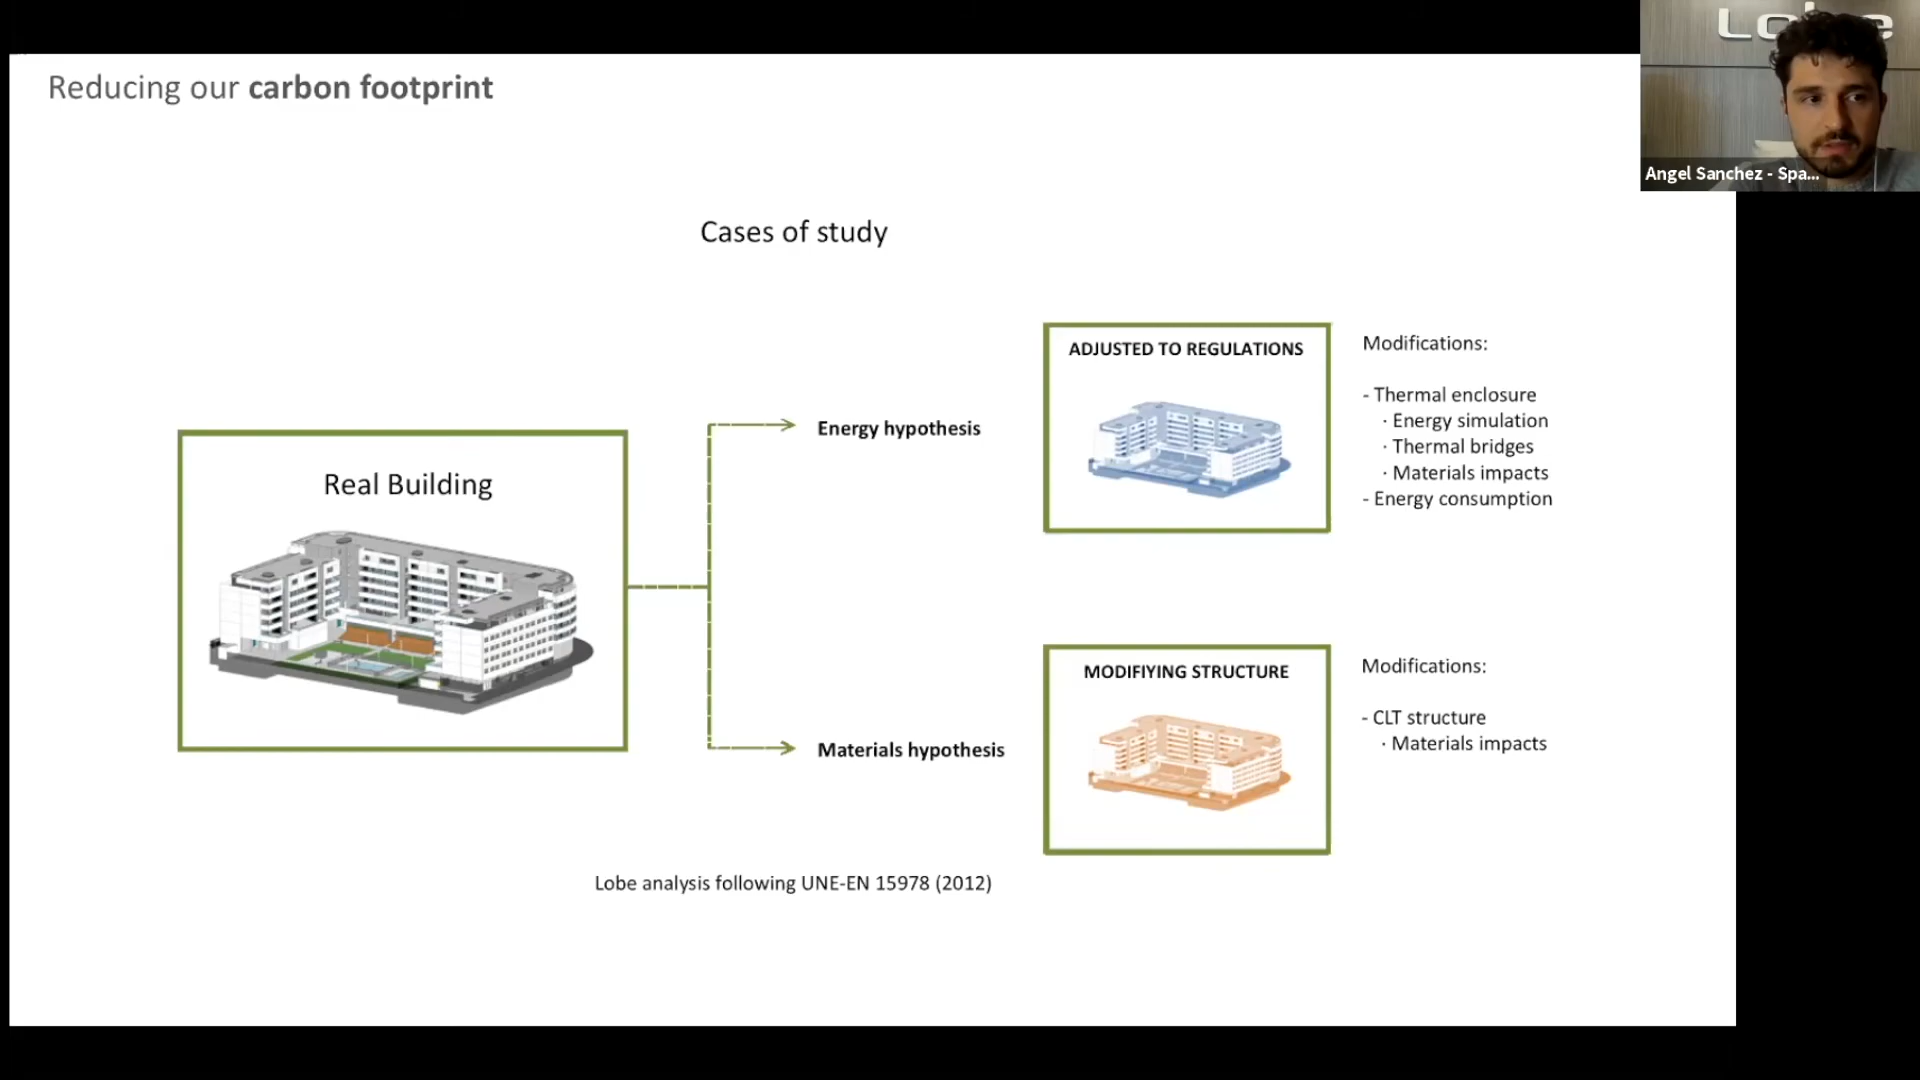 Reducing our carbon footprint
Lobe
Angel Sanchez - Spa...
Cases of study
Real Building
Energy hypothesis
ADJUSTED TO REGULATIONS
Modifications:
- Thermal enclosure
· Energy simulation
· Thermal bridges
· Materials impacts
- Energy consumption
Materials hypothesis
MODIFIYING STRUCTURE
Modifications:
- CLT structure
· Materials impacts
Lobe analysis following UNE-EN 15978 (2012)